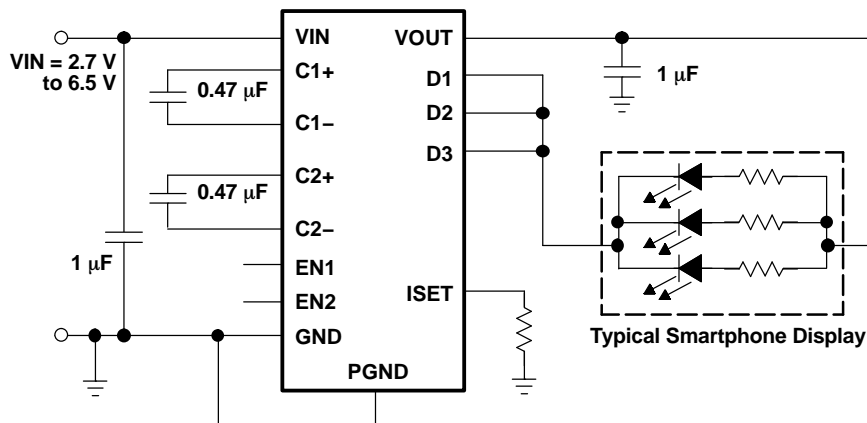 VIN
VOUT
VIN = 2.7 V
to 6.5 V
C1+
0.47 μF
C1−
C2+
0.47 μF
C2−
1 μF
EN1
EN2
GND
PGND
D1
D2
D3
ISET
1 μF
Typical Smartphone Display